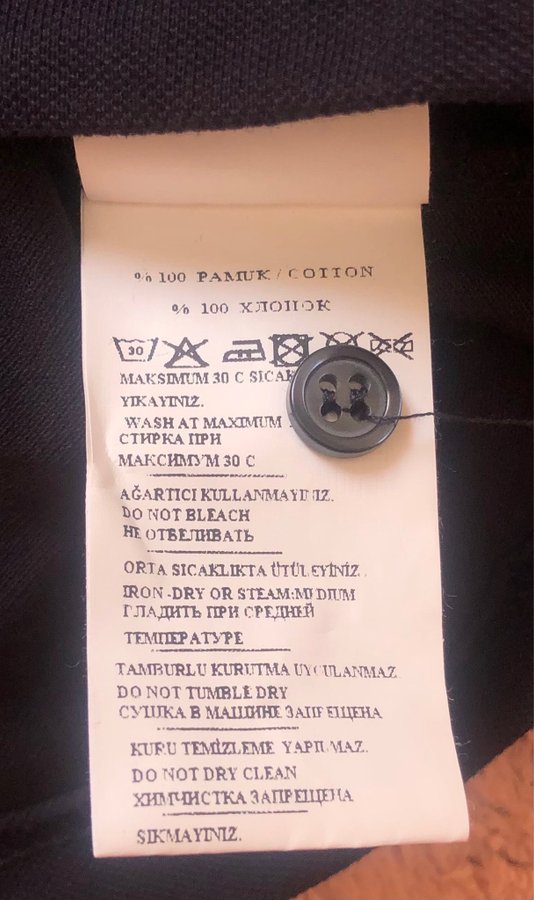 % 100 PAMUK / COTTON
% 100 ХЛОПОК
30
MAKSIMUM 30 C
YIKAYINIZ.
WASH AT MAXIMUM
СТИРКА ПРИ
МАКСИМУМ 30 С
AĞARTICI KULLANMAYINIZ.
DO NOT BLEACH
НЕ ОТБЕЛИВАТЬ
ORTA SICAKLIKTA ÜTÜLEYİNİZ.
IRON -DRY OR STEAM:MEDIUM
ГЛАДИТЬ ПРИ СРЕДНЕЙ
ТЕМПЕРАТУРЕ
TAMBURLU KURUTMA UYGULANMAZ
DO NOT TUMBLE DRY
СУШКА В МАШИНЕ ЗАПРЕЩЕНА
KURU TEMİZLEME YAPILMAZ.
DO NOT DRY CLEAN
ХИМЧИСТКА ЗАПРЕЩЕНА
SIKMAYINIZ.